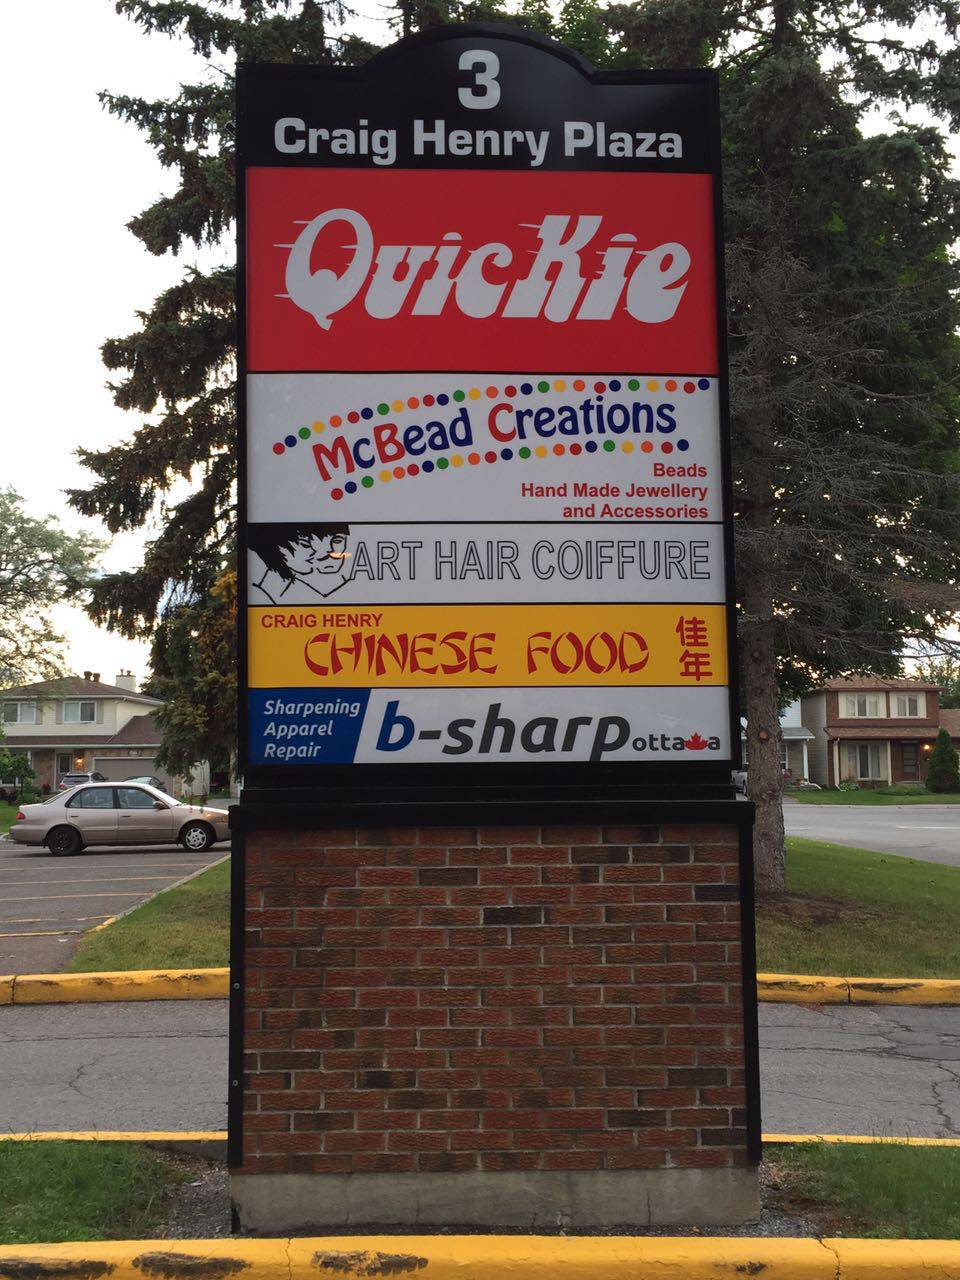 3
Craig Henry Plaza
QuicKie
McBead Creations
Beads
Hand Made Jewellery
and Accessories
ART HAIR COIFFURE
CRAIG HENRY
CHINESE FOOD
佳年
Sharpening
Apparel
Repair
b-sharp ottawa